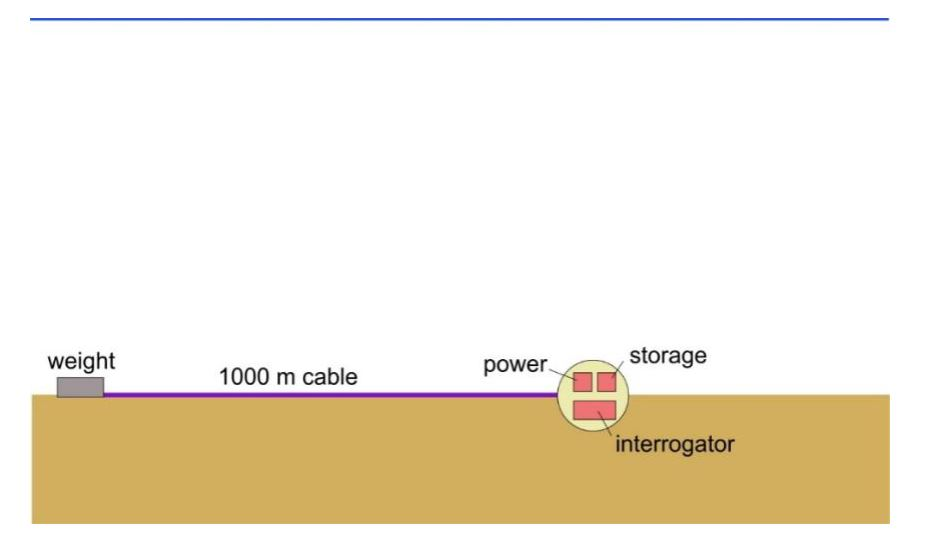 weight
1000 m cable
power
storage
interrogator